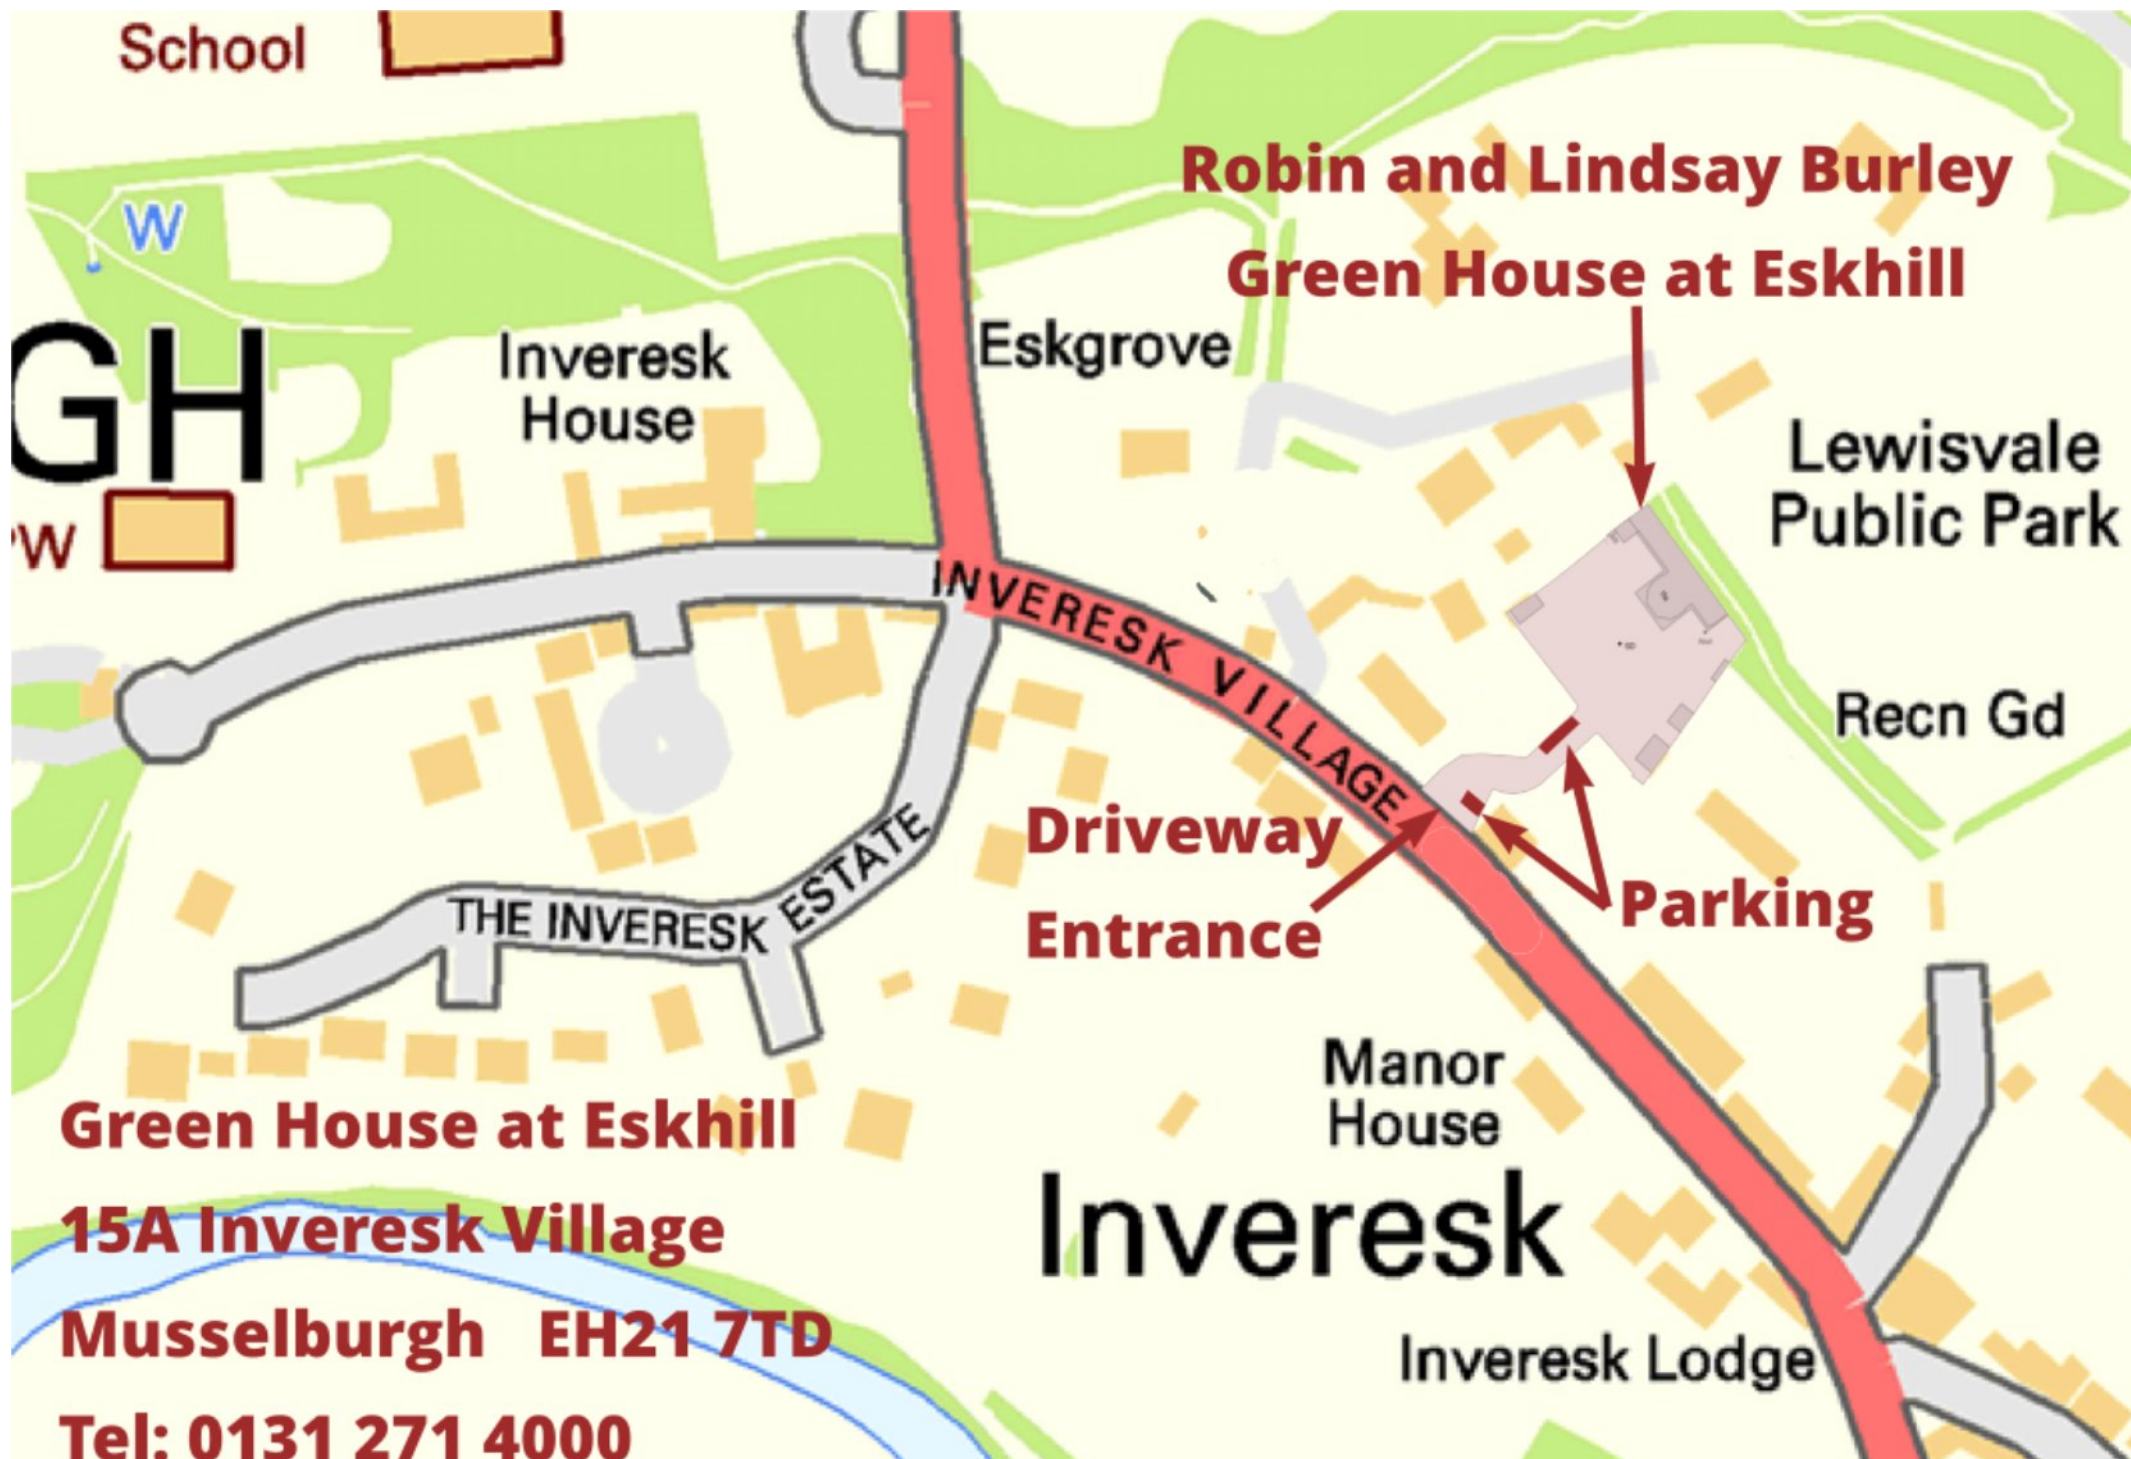 School
Robin and Lindsay Burley
W
Green House at Eskhill
GH
Inveresk
House
Eskgrove
Lewisvale
Public Park
PW
INVERESK VILLAGE
Recn Gd
Driveway
Entrance
Parking
THE INVERESK ESTATE
Manor
House
Inveresk
Inveresk Lodge
Green House at Eskhill
15A Inveresk Village
Musselburgh EH21 7TD
Tel: 0131 271 4000